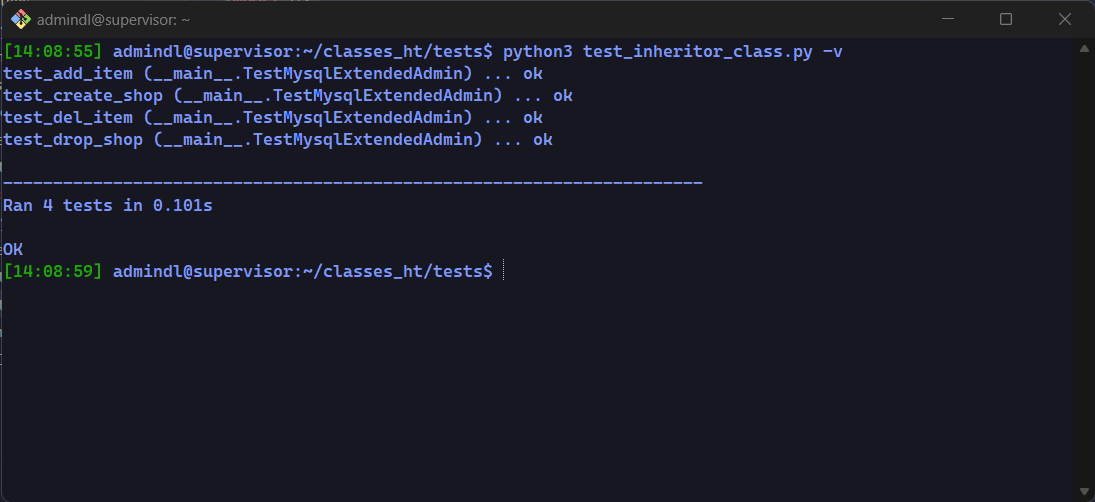 admindl@supervisor: ~
[14:08:55] admindl@supervisor:~/classes_ht/tests$ python3 test_inheritor_class.py -v
test_add_item (__main__.TestMysqlExtendedAdmin) ... ok
test_create_shop (__main__.TestMysqlExtendedAdmin) ... ok
test_del_item (__main__.TestMysqlExtendedAdmin) ... ok
test_drop_shop (__main__.TestMysqlExtendedAdmin) ... ok
----------------------------------------------------------------------
Ran 4 tests in 0.101s
OK
[14:08:59] admindl@supervisor:~/classes_ht/tests$